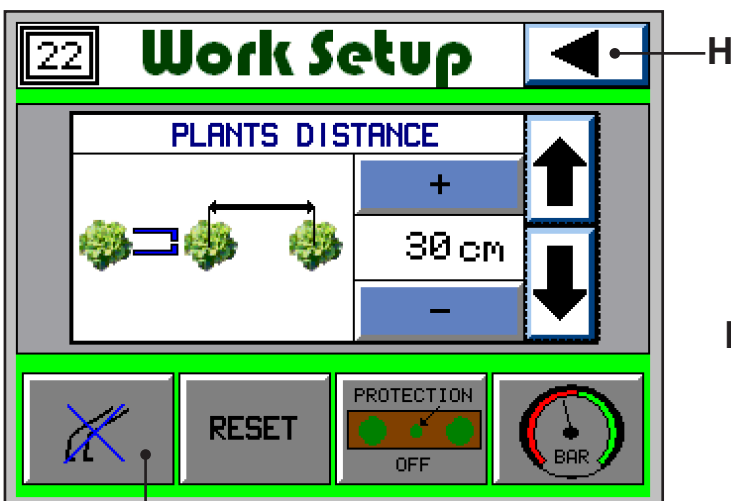 22 Work Setup
H
PLANTS DISTANCE
+
30 cm
-
RESET
PROTECTION
OFF
BAR